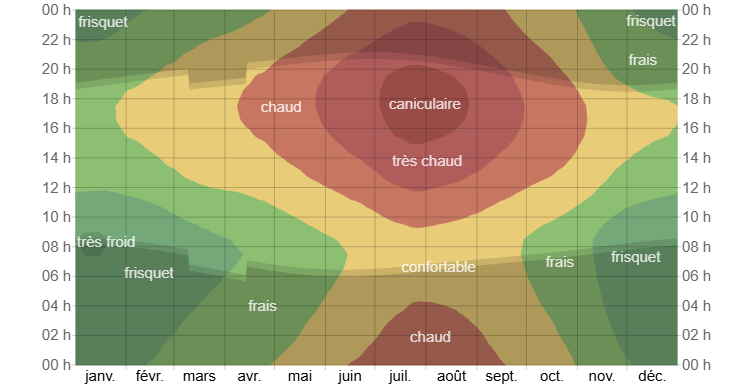 00 h 00 h
frisquet frisquet
22 h 22 h
frais
20 h 20 h
18 h 18 h
chaud caniculaire
16 h 16 h
14 h très chaud 14 h
12 h 12 h
10 h 10 h
très froid
08 h 08 h
frisquet confortable frais frisquet
06 h 06 h
frais
04 h 04 h
chaud
02 h 02 h
00 h 00 h
janv. févr. mars avr. mai juin juil. août sept. oct. nov. déc.